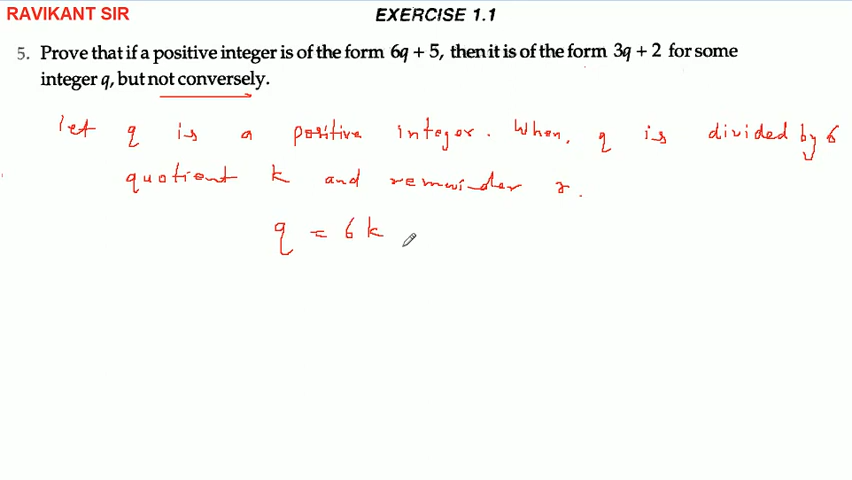 RAVIKANT SIR
EXERCISE 1.1
5. Prove that if a positive integer is of the form 6q + 5, then it is of the form 3q + 2 for some
integer q, but not conversely.
let q is a positive integer. When, q is divided by 6
quotient k and remainder r.
q = 6k